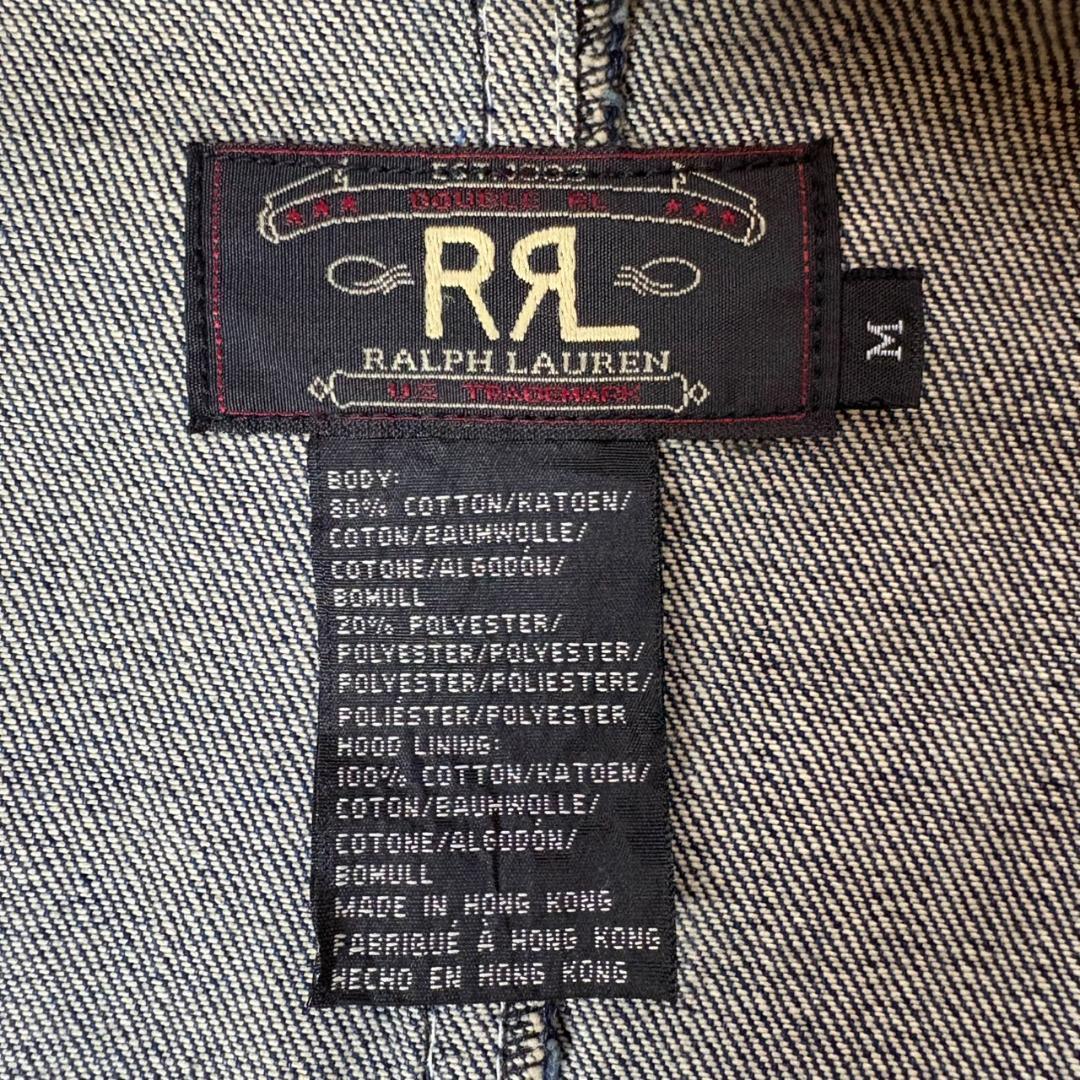 EST. 1993
DOUBLE RL
RRL
RALPH LAUREN
US TRADEMARK
M
BODY:
80% COTTON/KATOEN/
COTON/BAUMWOLLE/
COTONE/ALGODÓN/
BOMULL
20% POLYESTER/
POLYESTER/POLYESTER/
POLYESTER/POLIESTERE/
POLIÉSTER/POLYESTER
HOOD LINING:
100% COTTON/KATOEN/
COTON/BAUMWOLLE/
COTONE/ALGODÓN/
BOMULL
MADE IN HONG KONG
FABRIQUÉ À HONG KONG
HECHO EN HONG KONG